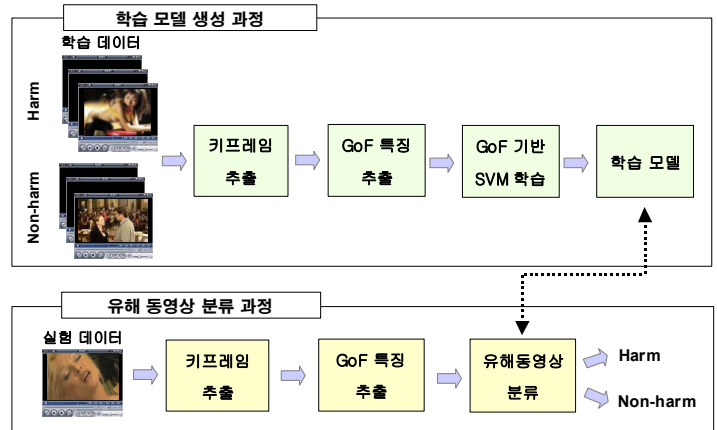 학습 모델 생성 과정
학습 데이터
Harm
Non-harm
키프레임
추출
GoF 특징
추출
GoF 기반
SVM 학습
학습 모델
유해 동영상 분류 과정
실험 데이터
키프레임
추출
GoF 특징
추출
유해동영상
분류
Harm
Non-harm